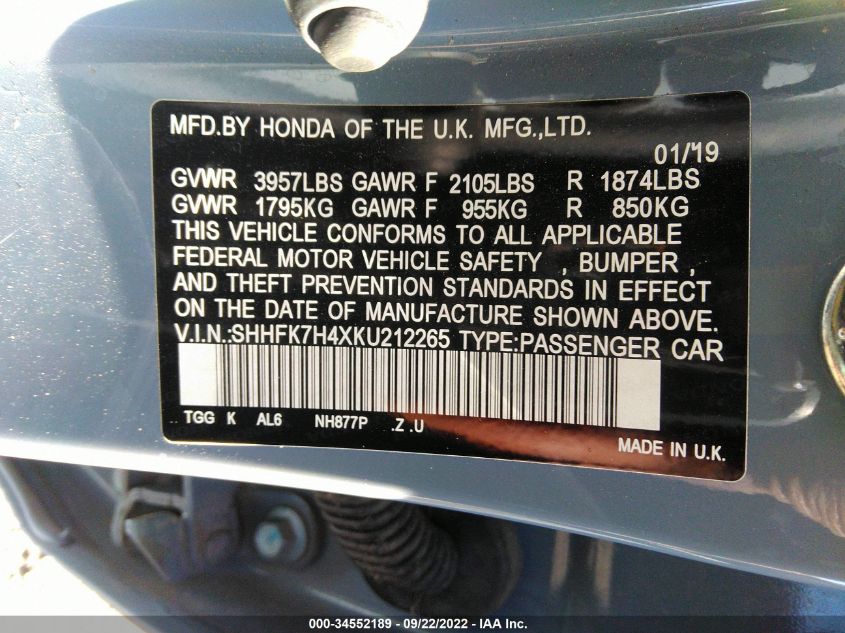 MFD.BY HONDA OF THE U.K. MFG.,LTD.
01/19
GVWR 3957LBS GAWR F 2105LBS R 1874LBS
GVWR 1795KG GAWR F 955KG R 850KG
THIS VEHICLE CONFORMS TO ALL APPLICABLE
FEDERAL MOTOR VEHICLE SAFETY , BUMPER ,
AND THEFT PREVENTION STANDARDS IN EFFECT
ON THE DATE OF MANUFACTURE SHOWN ABOVE.
V.I.N.:SHHFK7H4XKU212265 TYPE:PASSENGER CAR
TGG K AL6 NH877P .Z .U
MADE IN U.K.
000-34552189 - 09/22/2022 - IAA Inc.